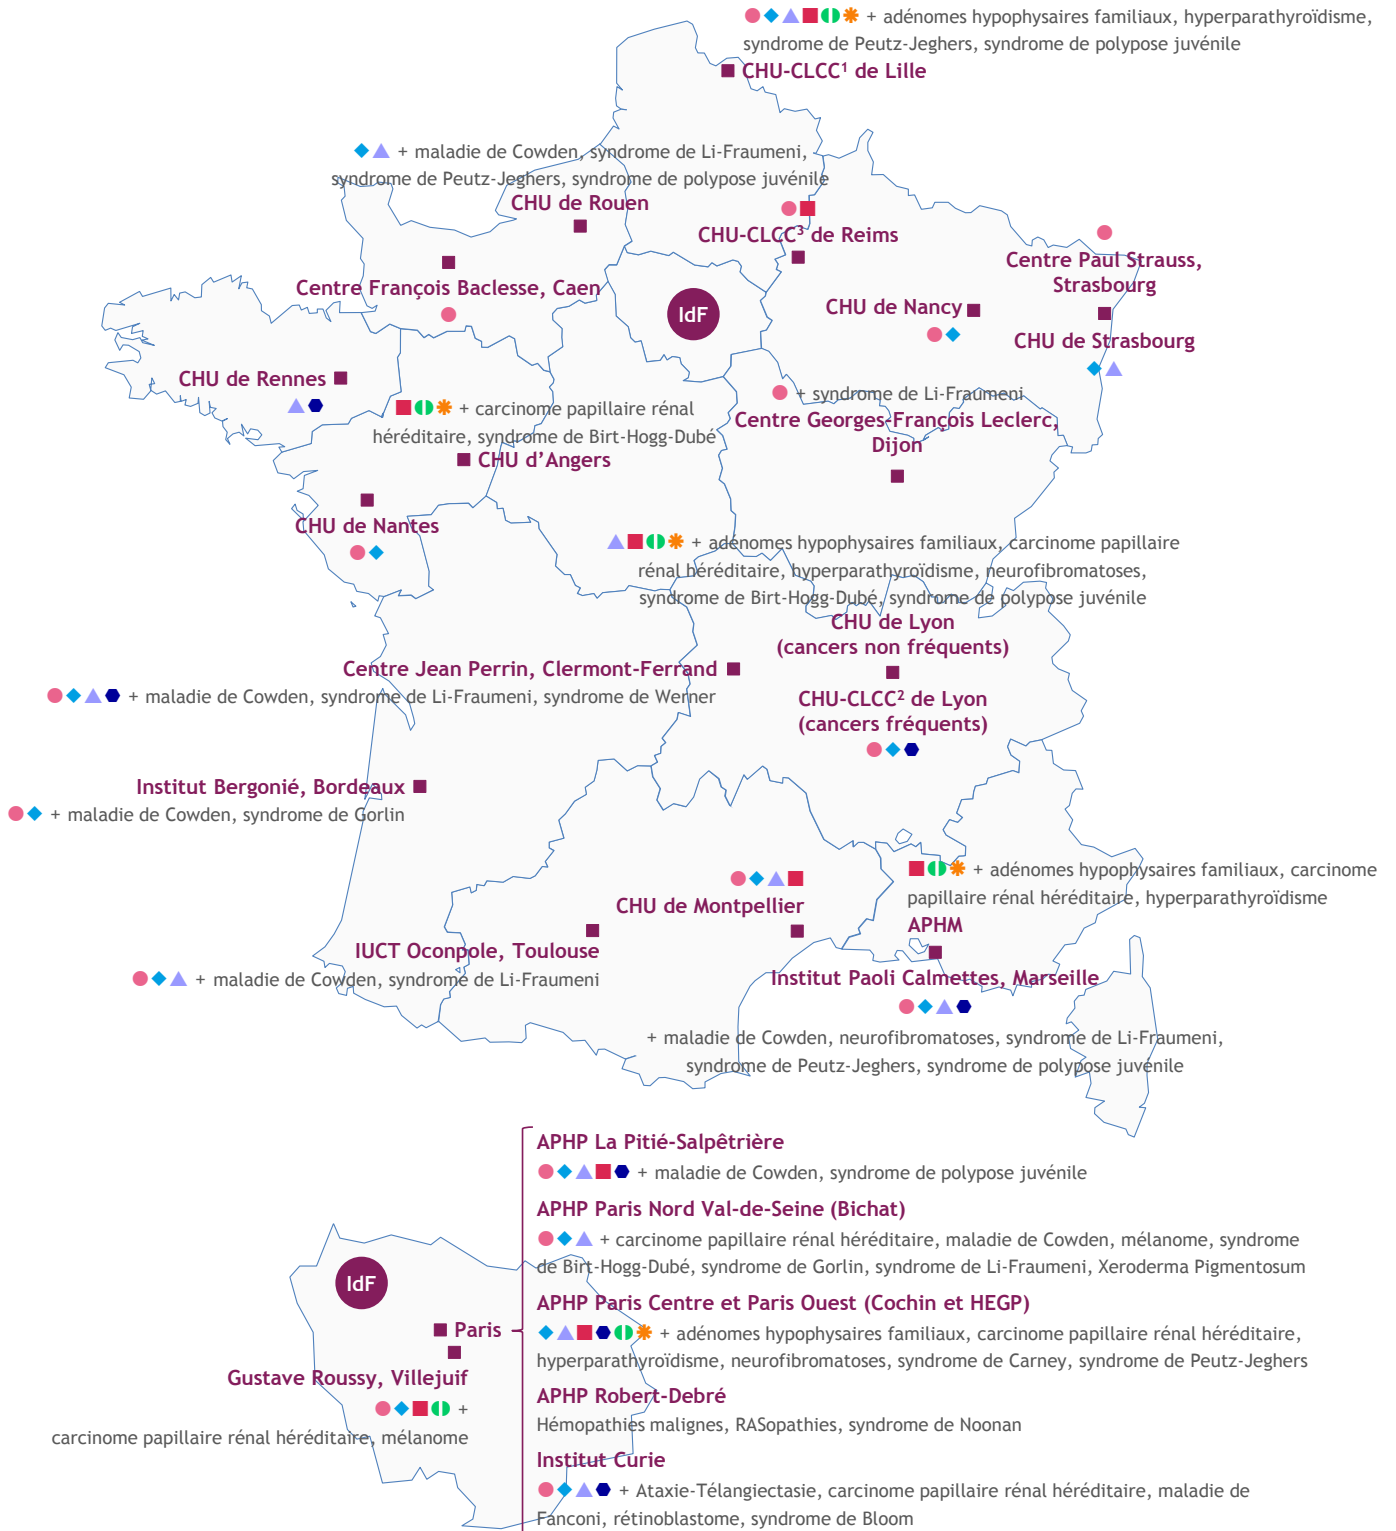 + adénomes hypophysaires familiaux, hyperparathyroïdisme,
syndrome de Peutz-Jeghers, syndrome de polypose juvénile
CHU-CLCC¹ de Lille
+ maladie de Cowden, syndrome de Li-Fraumeni,
syndrome de Peutz-Jeghers, syndrome de polypose juvénile
CHU de Rouen
CHU-CLCC³ de Reims
Centre Paul Strauss,
Strasbourg
Centre François Baclesse, Caen
IdF
CHU de Nancy
CHU de Strasbourg
CHU de Rennes
+ syndrome de Li-Fraumeni
Centre Georges-François Leclerc,
Dijon
+ carcinome papillaire rénal
héréditaire, syndrome de Birt-Hogg-Dubé
CHU d’Angers
CHU de Nantes
+ adénomes hypophysaires familiaux, carcinome papillaire
rénal héréditaire, hyperparathyroïdisme, neurofibromatoses,
syndrome de Birt-Hogg-Dubé, syndrome de polypose juvénile
CHU de Lyon
(cancers non fréquents)
Centre Jean Perrin, Clermont-Ferrand
+ maladie de Cowden, syndrome de Li-Fraumeni, syndrome de Werner
CHU-CLCC² de Lyon
(cancers fréquents)
Institut Bergonié, Bordeaux
+ maladie de Cowden, syndrome de Gorlin
+ adénomes hypophysaires familiaux, carcinome
papillaire rénal héréditaire, hyperparathyroïdisme
APHM
CHU de Montpellier
IUCT Oconpole, Toulouse
+ maladie de Cowden, syndrome de Li-Fraumeni
Institut Paoli Calmettes, Marseille
+ maladie de Cowden, neurofibromatoses, syndrome de Li-Fraumeni,
syndrome de Peutz-Jeghers, syndrome de polypose juvénile
APHP La Pitié-Salpêtrière
+ maladie de Cowden, syndrome de polypose juvénile
APHP Paris Nord Val-de-Seine (Bichat)
+ carcinome papillaire rénal héréditaire, maladie de Cowden, mélanome, syndrome
de Birt-Hogg-Dubé, syndrome de Gorlin, syndrome de Li-Fraumeni, Xeroderma Pigmentosum
IdF
APHP Paris Centre et Paris Ouest (Cochin et HEGP)
+ adénomes hypophysaires familiaux, carcinome papillaire rénal héréditaire,
hyperparathyroïdisme, neurofibromatoses, syndrome de Carney, syndrome de Peutz-Jeghers
Paris
Gustave Roussy, Villejuif
+
carcinome papillaire rénal héréditaire, mélanome
APHP Robert-Debré
Hémopathies malignes, RASopathies, syndrome de Noonan
Institut Curie
+ Ataxie-Télangiectasie, carcinome papillaire rénal héréditaire, maladie de
Fanconi, rétinoblastome, syndrome de Bloom